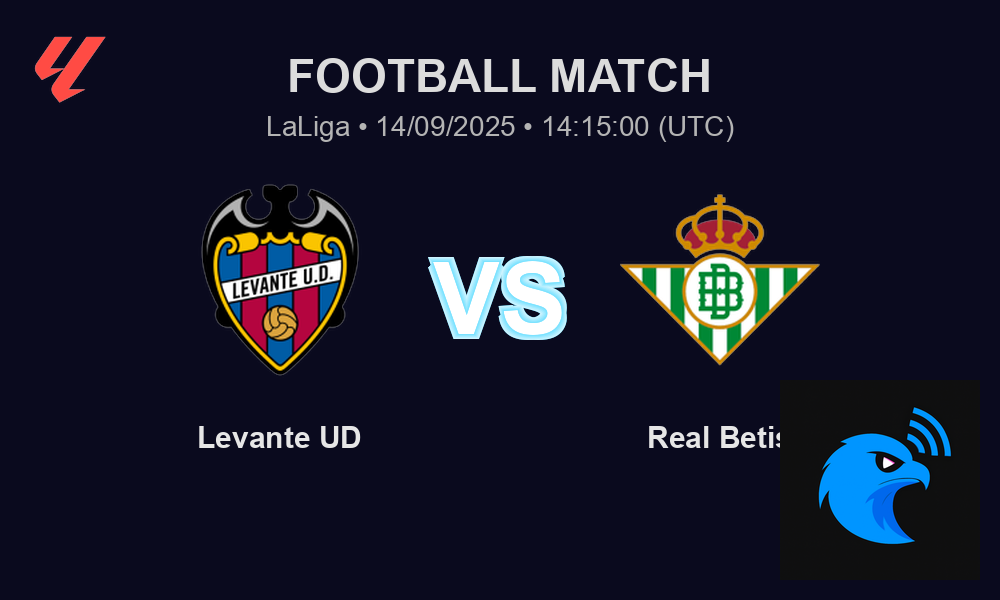 FOOTBALL MATCH
LaLiga • 14/09/2025 • 14:15:00 (UTC)
LEVANTE U.D.
VS
Levante UD
Real Betis